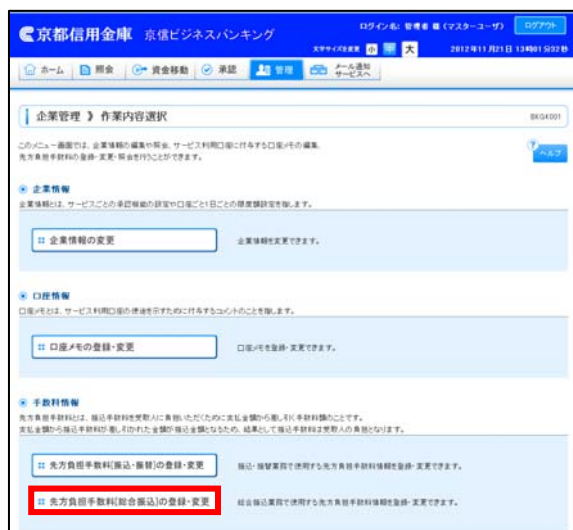 京都信用金庫 京信ビジネスバンキング
ログイン名: 管理者 様 (マスターユーザ) ログアウト
文字サイズを変更 小 中 大 2012年11月21日 13時01分32秒
ホーム 照会 資金移動 承認 管理 メール通知サービスへ
企業管理 》 作業内容選択 BKGK001
このメニュー画面では、企業情報の編集や照会、サービス利用口座に付与する口座メモの編集、
先方負担手数料の登録・変更・照会を行うことができます。
ヘルプ
企業情報
企業情報とは、サービスごとの承認機能の設定や口座ごと1日ごとの限度額設定を指します。
企業情報の変更 企業情報を変更できます。
口座情報
口座メモとは、サービス利用口座の使途を示すために付与するコメントのことを指します。
口座メモの登録・変更 口座メモを登録・変更できます。
手数料情報
先方負担手数料とは、振込手数料を受取人に負担いただくために支払金額から差し引く手数料額のことです。
支払金額から振込手数料が差し引かれた金額が振込金額となるため、結果として振込手数料は受取人の負担となります。
先方負担手数料[振込・振替]の登録・変更 振込・振替業務で使用する先方負担手数料情報を登録・変更できます。
先方負担手数料[総合振込]の登録・変更 総合振込業務で使用する先方負担手数料情報を登録・変更できます。